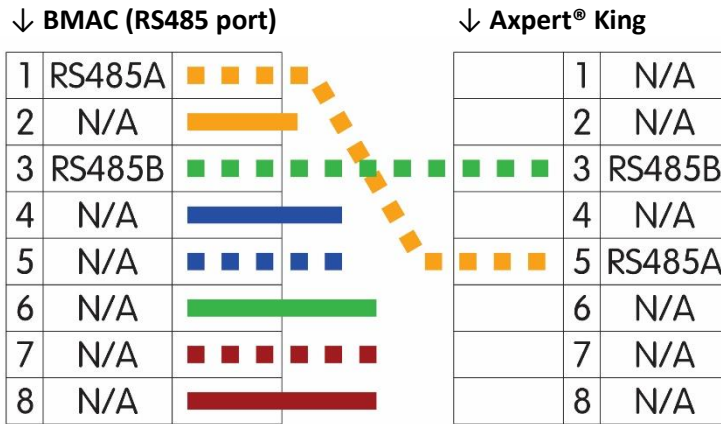 ↓ BMAC (RS485 port) ↓ Axpert® King
1 RS485A 1 N/A
2 N/A 2 N/A
3 RS485B 3 RS485B
4 N/A 4 N/A
5 N/A 5 RS485A
6 N/A 6 N/A
7 N/A 7 N/A
8 N/A 8 N/A